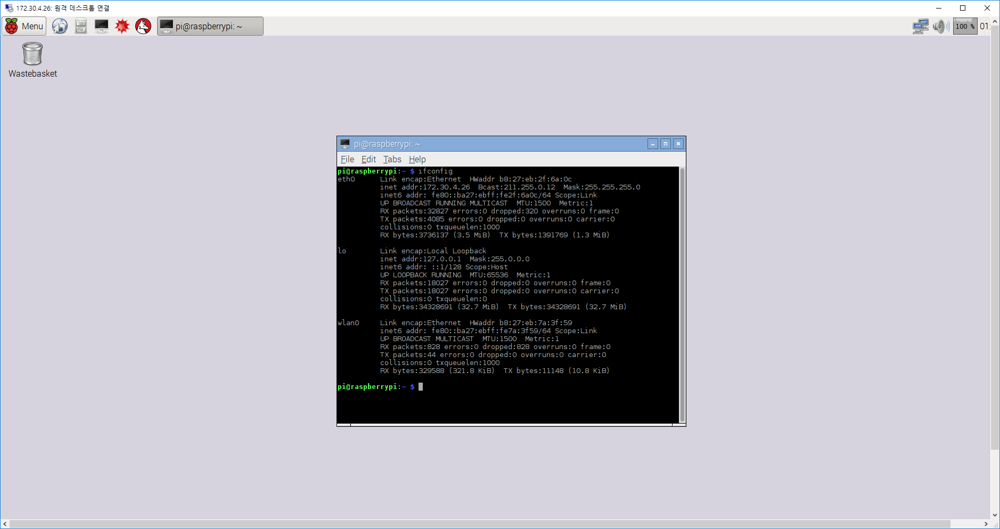 172.30.4.26: 원격 데스크톱 연결
Menu
pi@raspberrypi: ~
100 %
01:
Wastebasket
pi@raspberrypi: ~
File Edit Tabs Help
pi@raspberrypi:~ $ ifconfig
eth0      Link encap:Ethernet  HWaddr b8:27:eb:2f:6a:0c
          inet addr:172.30.4.26  Bcast:211.255.0.12  Mask:255.255.255.0
          inet6 addr: fe80::ba27:ebff:fe2f:6a0c/64 Scope:Link
          UP BROADCAST RUNNING MULTICAST  MTU:1500  Metric:1
          RX packets:32827 errors:0 dropped:320 overruns:0 frame:0
          TX packets:4085 errors:0 dropped:0 overruns:0 carrier:0
          collisions:0 txqueuelen:1000
          RX bytes:3736137 (3.5 MiB)  TX bytes:1391769 (1.3 MiB)
lo        Link encap:Local Loopback
          inet addr:127.0.0.1  Mask:255.0.0.0
          inet6 addr: ::1/128 Scope:Host
          UP LOOPBACK RUNNING  MTU:65536  Metric:1
          RX packets:18027 errors:0 dropped:0 overruns:0 frame:0
          TX packets:18027 errors:0 dropped:0 overruns:0 carrier:0
          collisions:0 txqueuelen:0
          RX bytes:34328691 (32.7 MiB)  TX bytes:34328691 (32.7 MiB)
wlan0     Link encap:Ethernet  HWaddr b8:27:eb:7a:3f:59
          inet6 addr: fe80::ba27:ebff:fe7a:3f59/64 Scope:Link
          UP BROADCAST MULTICAST  MTU:1500  Metric:1
          RX packets:828 errors:0 dropped:828 overruns:0 frame:0
          TX packets:44 errors:0 dropped:0 overruns:0 carrier:0
          collisions:0 txqueuelen:1000
          RX bytes:329588 (321.8 KiB)  TX bytes:11148 (10.8 KiB)
pi@raspberrypi:~ $